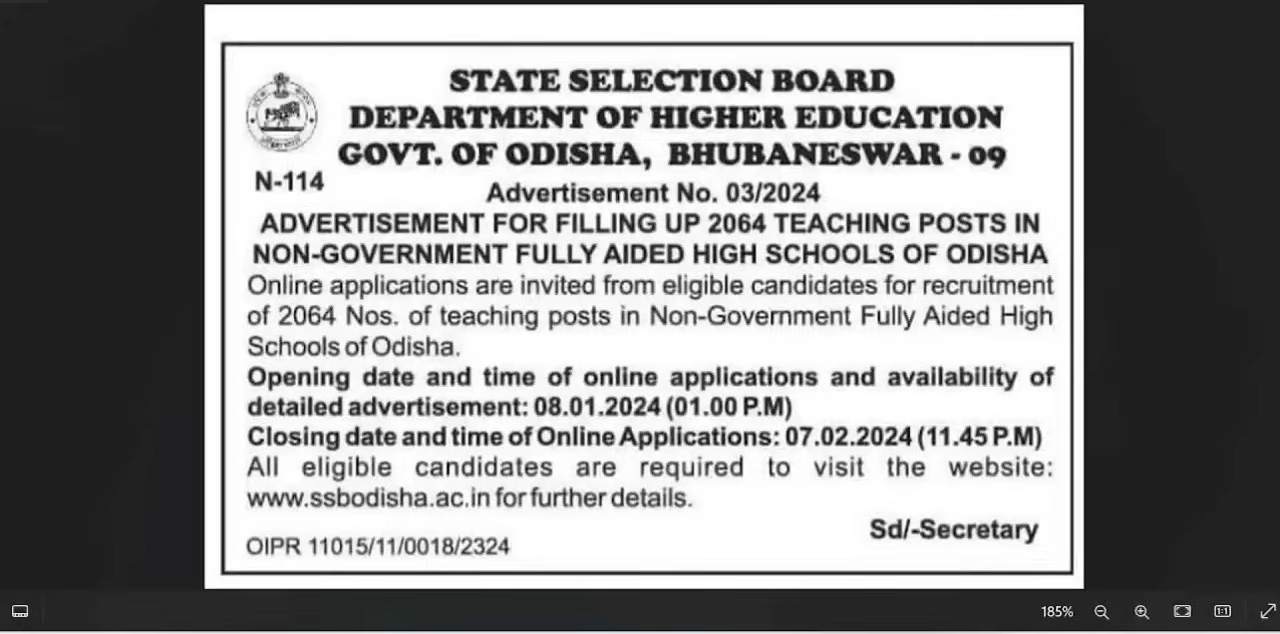 STATE SELECTION BOARD
DEPARTMENT OF HIGHER EDUCATION
GOVT. OF ODISHA, BHUBANESWAR - 09
N-114
Advertisement No. 03/2024
ADVERTISEMENT FOR FILLING UP 2064 TEACHING POSTS IN
NON-GOVERNMENT FULLY AIDED HIGH SCHOOLS OF ODISHA
Online applications are invited from eligible candidates for recruitment
of 2064 Nos. of teaching posts in Non-Government Fully Aided High
Schools of Odisha.
Opening date and time of online applications and availability of
detailed advertisement: 08.01.2024 (01.00 P.M)
Closing date and time of Online Applications: 07.02.2024 (11.45 P.M)
All eligible candidates are required to visit the website:
www.ssbodisha.ac.in for further details.
Sd/-Secretary
OIPR 11015/11/0018/2324
185%
1:1